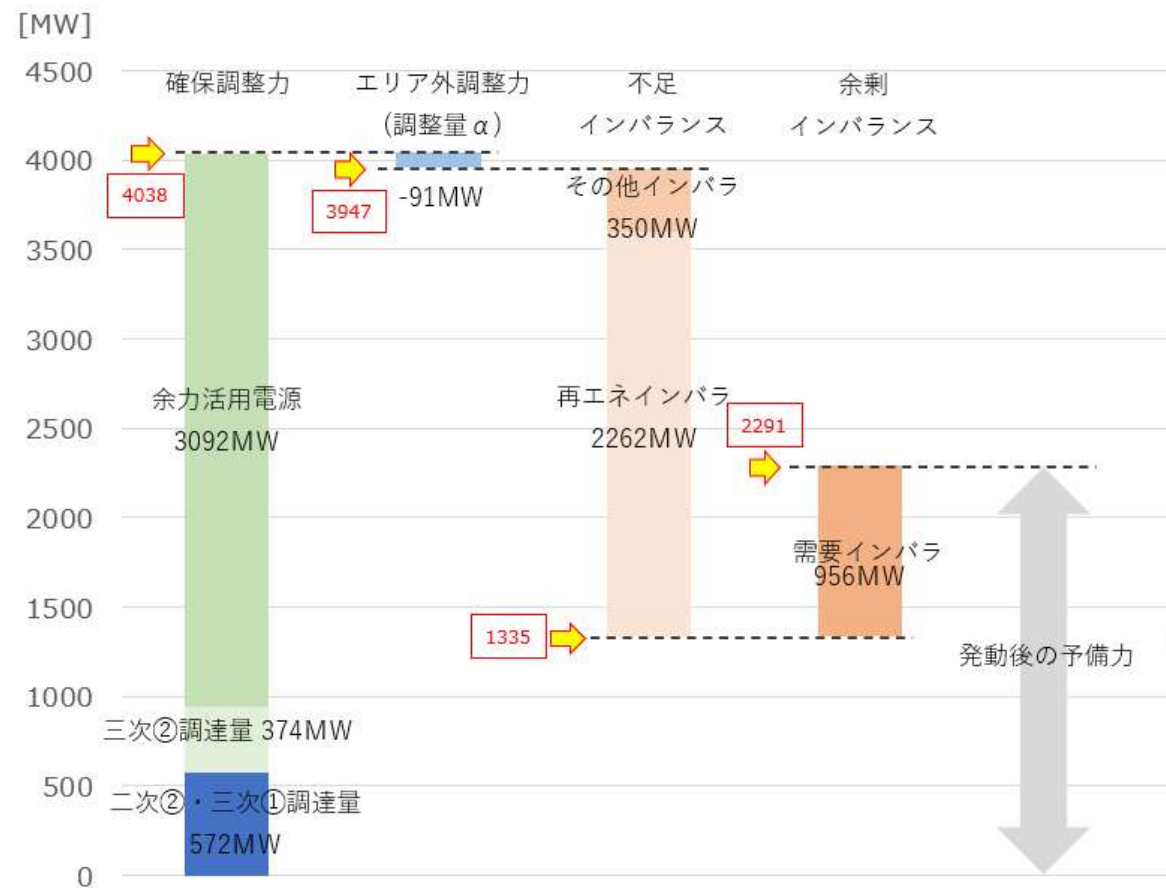 [MW]
4500
確保調整力
エリア外調整力
(調整量α)
不足
インバランス
余剰
インバランス
4000
4038
3947
-91MW
その他インバラ
350MW
3500
3000
余力活用電源
3092MW
再エネインバラ
2262MW
2500
2291
2000
需要インバラ
956MW
1500
1335
発動後の予備力
1000
三次②調達量 374MW
500
二次②・三次①調達量
572MW
0